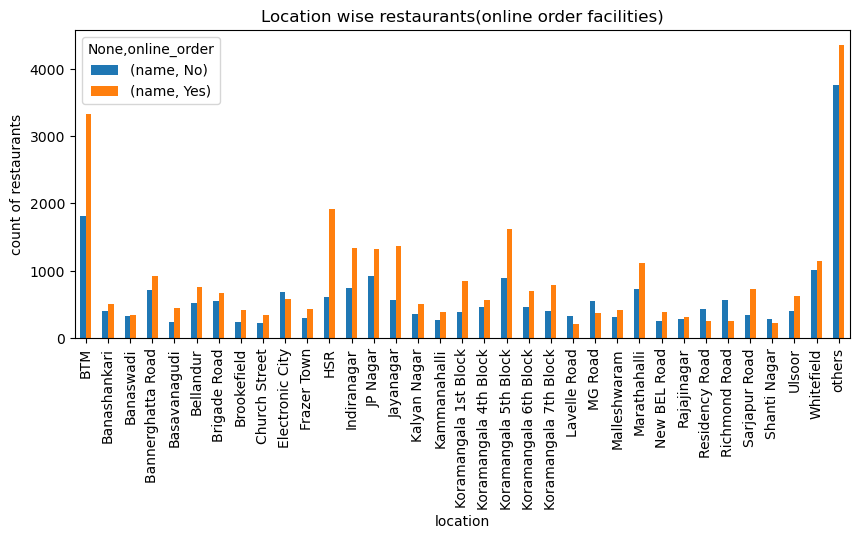 Location wise restaurants(online order facilities)
None,online_order
(name, No)
(name, Yes)
count of restaurants
4000
3000
2000
1000
0
BTM
Banashankari
Banaswadi
Bannerghatta Road
Basavanagudi
Bellandur
Brigade Road
Brookefield
Church Street
Electronic City
Frazer Town
HSR
Indiranagar
JP Nagar
Jayanagar
Kalyan Nagar
Kammanahalli
Koramangala 1st Block
Koramangala 4th Block
Koramangala 5th Block
Koramangala 6th Block
Koramangala 7th Block
Lavelle Road
MG Road
Malleshwaram
Marathahalli
New BEL Road
Rajajinagar
Residency Road
Richmond Road
Sarjapur Road
Shanti Nagar
Ulsoor
Whitefield
others
location